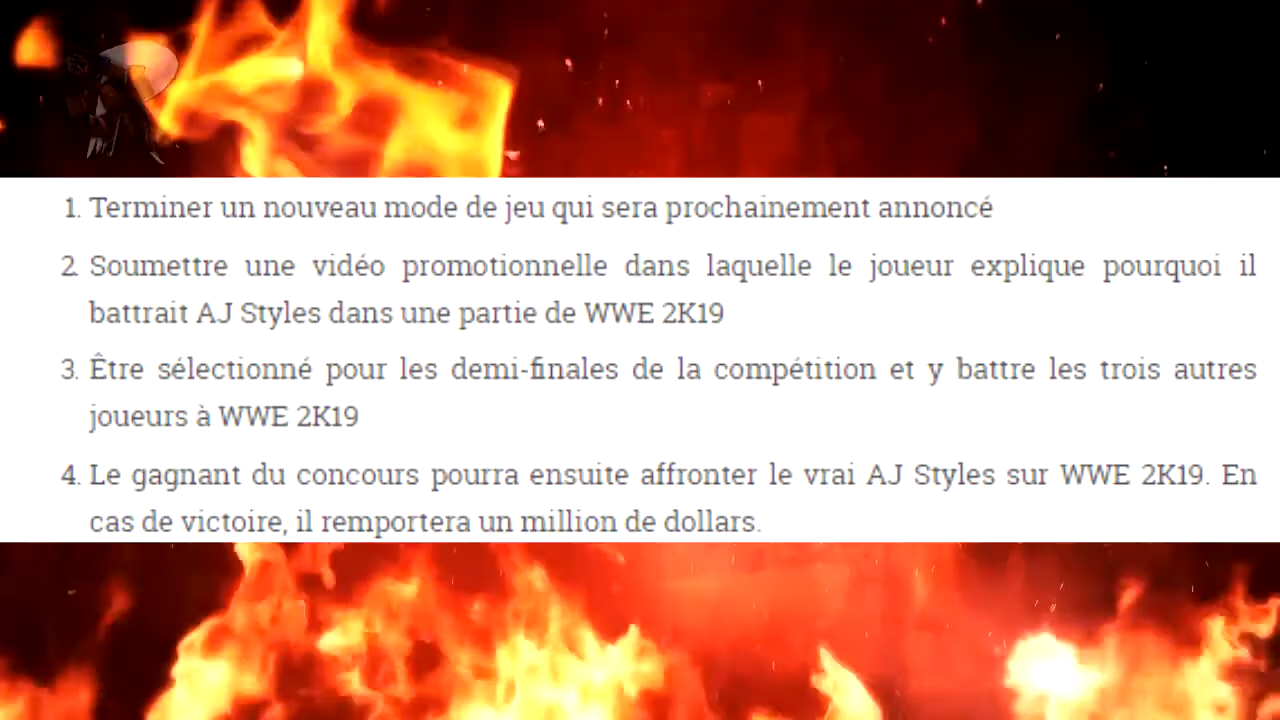 1. Terminer un nouveau mode de jeu qui sera prochainement annoncé
2. Soumettre une vidéo promotionnelle dans laquelle le joueur explique pourquoi il
battrait AJ Styles dans une partie de WWE 2K19
3. Être sélectionné pour les demi-finales de la compétition et y battre les trois autres
joueurs à WWE 2K19
4. Le gagnant du concours pourra ensuite affronter le vrai AJ Styles sur WWE 2K19. En
cas de victoire, il remportera un million de dollars.